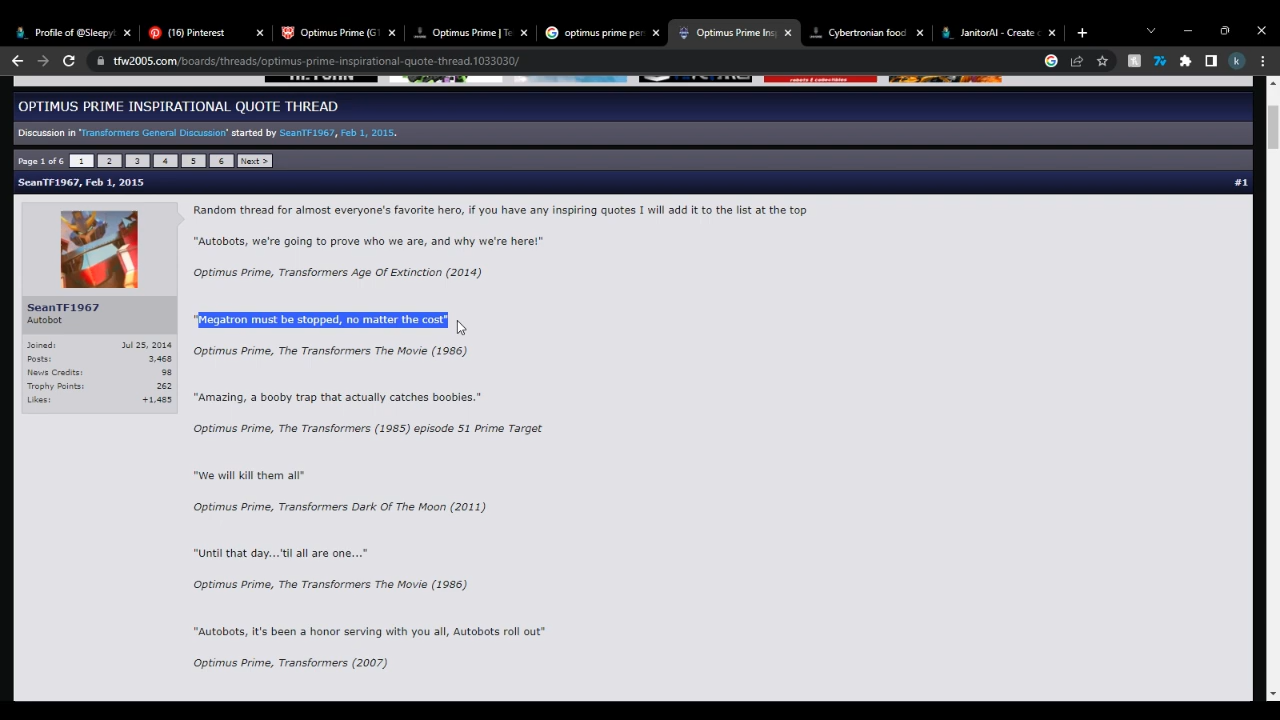 Profile of @Sleepy
(16) Pinterest
Optimus Prime (G1
Optimus Prime | Te
optimus prime per
Optimus Prime Insp
Cybertronian food
JanitorAI - Create c
tfw2005.com/boards/threads/optimus-prime-inspirational-quote-thread.1033030/
k
OPTIMUS PRIME INSPIRATIONAL QUOTE THREAD
Discussion in 'Transformers General Discussion' started by SeanTF1967, Feb 1, 2015.
Page 1 of 6 1 2 3 4 5 6 Next >
SeanTF1967, Feb 1, 2015 #1
SeanTF1967
Autobot
Joined: Jul 25, 2014
Posts: 3,468
News Credits: 98
Trophy Points: 262
Likes: +1,485
Random thread for almost everyone's favorite hero, if you have any inspiring quotes I will add it to the list at the top
"Autobots, we're going to prove who we are, and why we're here!"
Optimus Prime, Transformers Age Of Extinction (2014)
"Megatron must be stopped, no matter the cost"
Optimus Prime, The Transformers The Movie (1986)
"Amazing, a booby trap that actually catches boobies."
Optimus Prime, The Transformers (1985) episode 51 Prime Target
"We will kill them all"
Optimus Prime, Transformers Dark Of The Moon (2011)
"Until that day...'til all are one..."
Optimus Prime, The Transformers The Movie (1986)
"Autobots, it's been a honor serving with you all, Autobots roll out"
Optimus Prime, Transformers (2007)